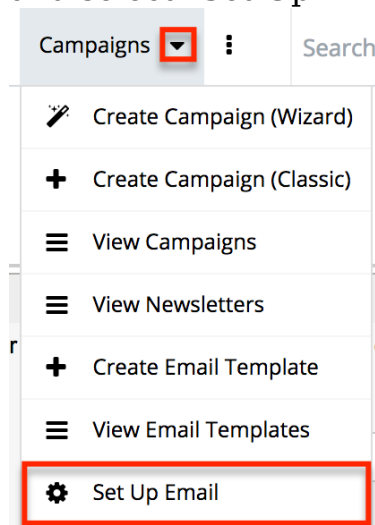 Campaigns Search
Create Campaign (Wizard)
Create Campaign (Classic)
View Campaigns
View Newsletters
r
Create Email Template
View Email Templates
Set Up Email